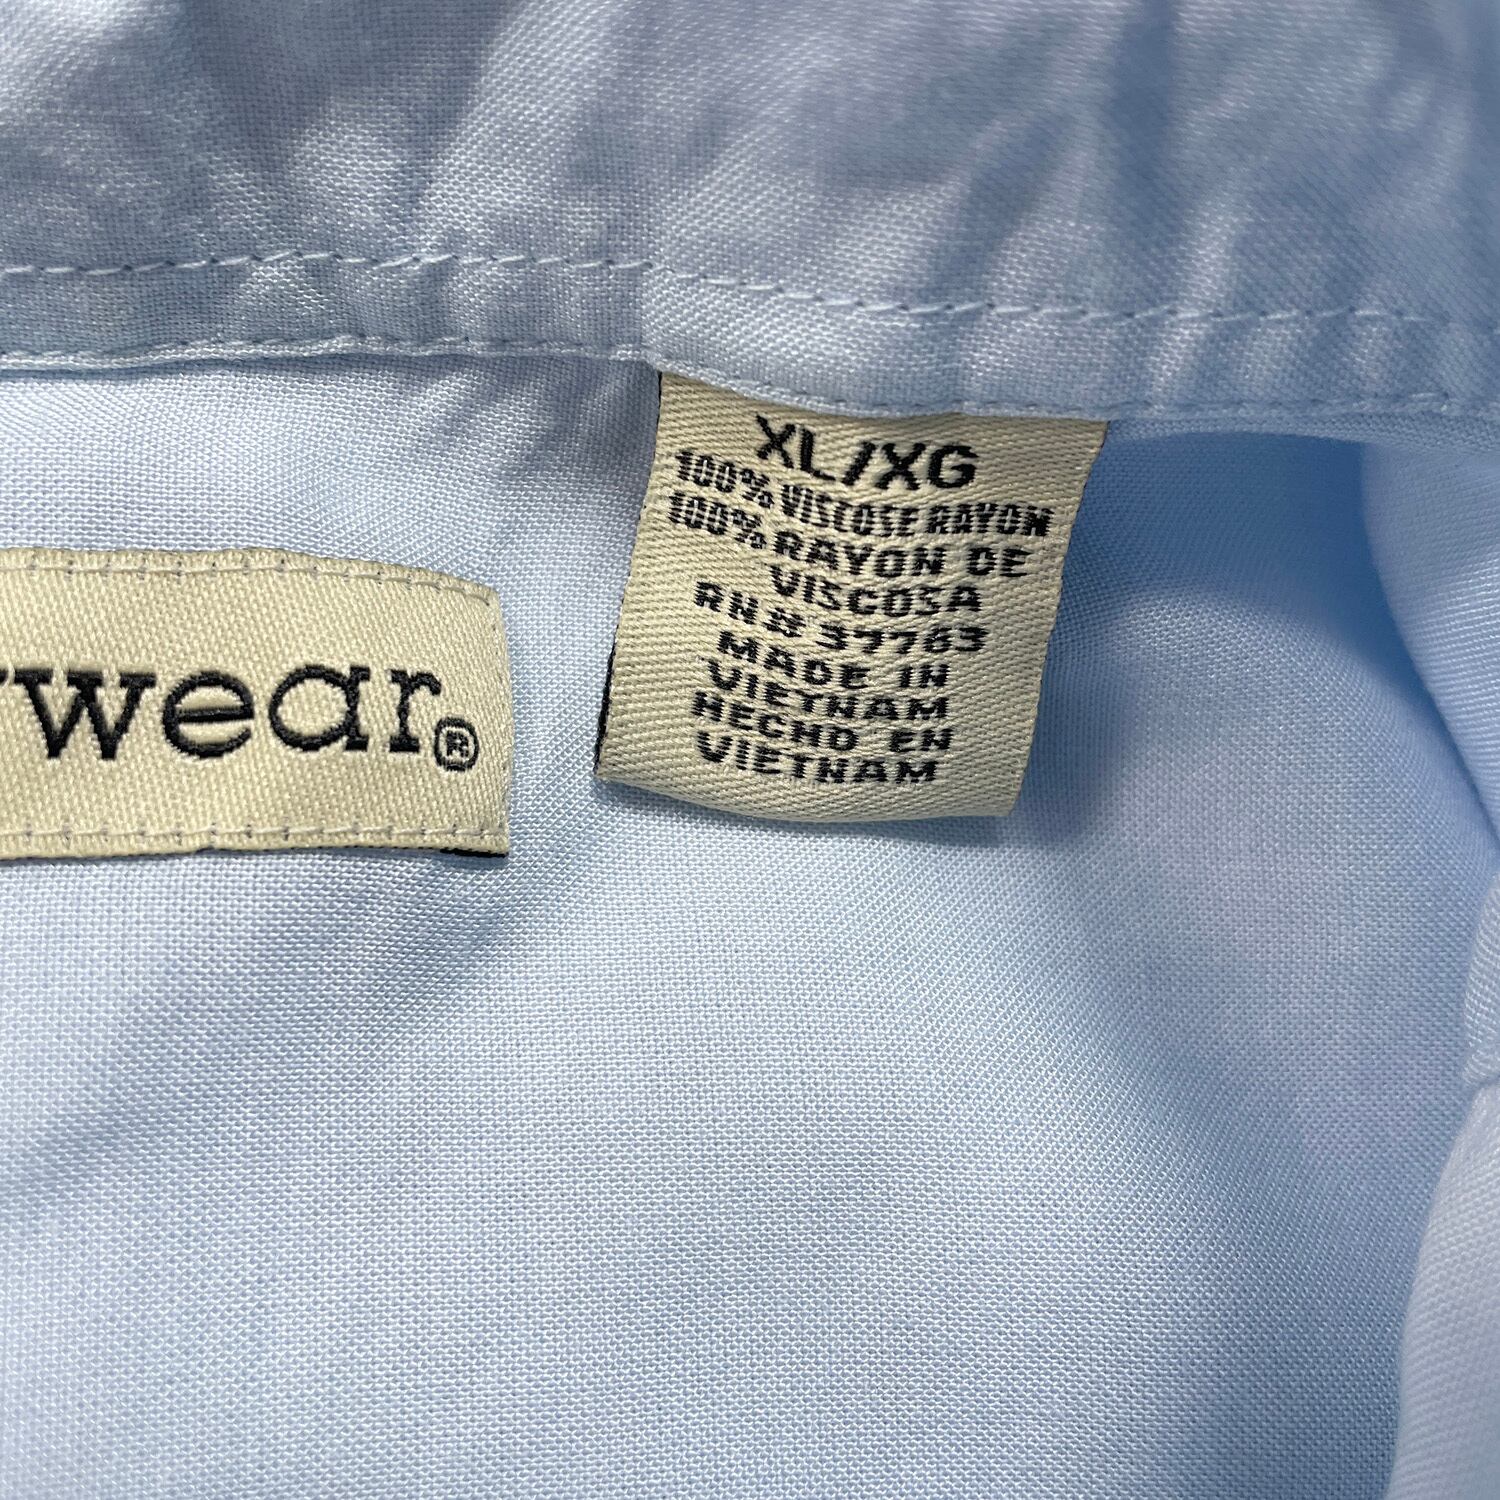 wear®
XL/XG
100% VISCOSE RAYON
100% RAYON DE
VISCOSA
RN# 37763
MADE IN
VIETNAM
HECHO EN
VIETNAM